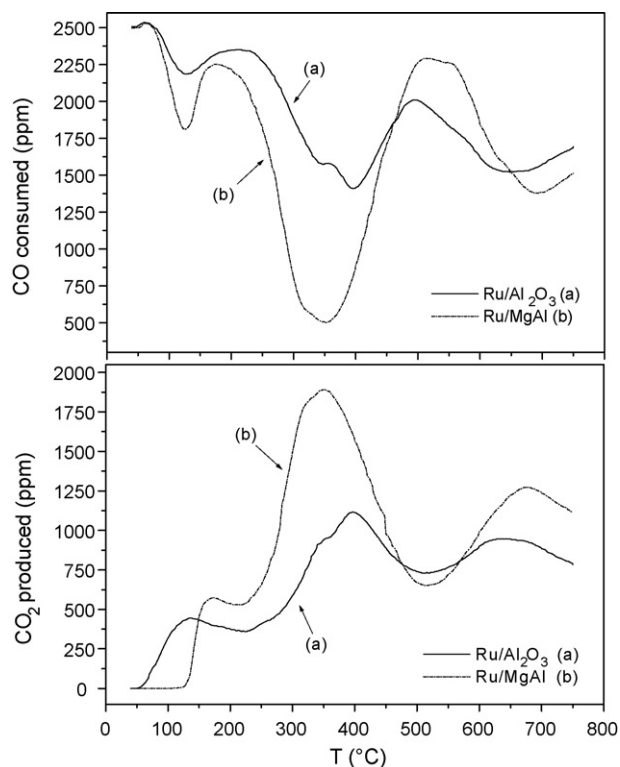 CO consumed (ppm)
2500
2250
2000
1750
1500
1250
1000
750
500
(a)
(b)
Ru/Al2O3 (a)
Ru/MgAl (b)
CO2 produced (ppm)
2000
1750
1500
1250
1000
750
500
250
0
(b)
(a)
Ru/Al2O3 (a)
Ru/MgAl (b)
0 100 200 300 400 500 600 700 800
T (°C)